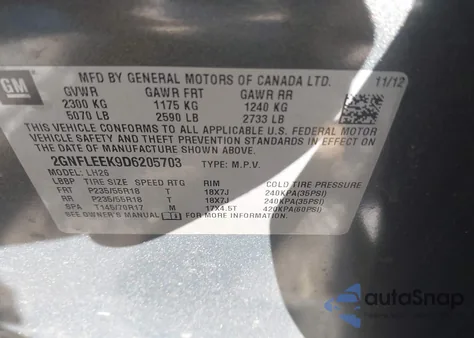 GM
MFD BY GENERAL MOTORS OF CANADA LTD. 11/12
GVWR GAWR FRT GAWR RR
2300 KG 1175 KG 1240 KG
5070 LB 2590 LB 2733 LB
THIS VEHICLE CONFORMS TO ALL APPLICABLE U.S. FEDERAL MOTOR
VEHICLE SAFETY AND THEFT PREVENTION STANDARDS IN EFFECT ON
THE DATE OF MANUFACTURE SHOWN ABOVE.
2GNFLEEK9D6205703 TYPE: M.P.V.
MODEL: LH26
LBBP TIRE SIZE SPEED RTG RIM COLD TIRE PRESSURE
FRT P235/55R18 T 18X7J 240KPA(35PSI)
RR P235/55R18 T 18X7J 240KPA(35PSI)
SPA T145/70R17 M 17X4.5T 420KPA(60PSI)
SEE OWNER'S MANUAL FOR MORE INFORMATION.
autoSnap